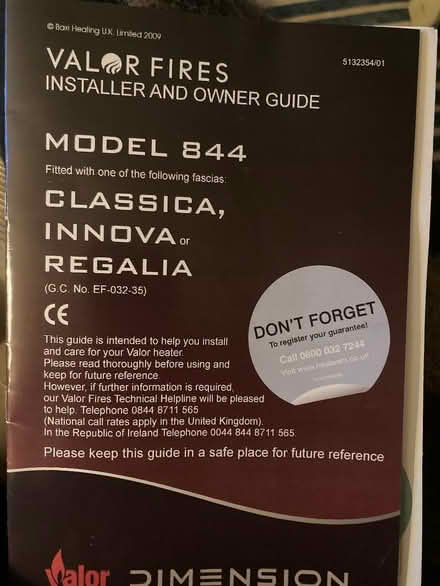 © Baxi Heating U.K. Limited 2009
5132354/01
VALOR FIRES
INSTALLER AND OWNER GUIDE
MODEL 844
Fitted with one of the following fascias:
CLASSICA,
INNOVA or
REGALIA
(G.C. No. EF-032-35)
CE
DON'T FORGET
To register your guarantee!
Call 0800 032 7244
This guide is intended to help you install
and care for your Valor heater.
Please read thoroughly before using and
keep for future reference.
However, if further information is required,
our Valor Fires Technical Helpline will be pleased
to help. Telephone 0844 8711 565
(National call rates apply in the United Kingdom).
In the Republic of Ireland Telephone 0044 844 8711 565.
Please keep this guide in a safe place for future reference
Valor DIMENSION